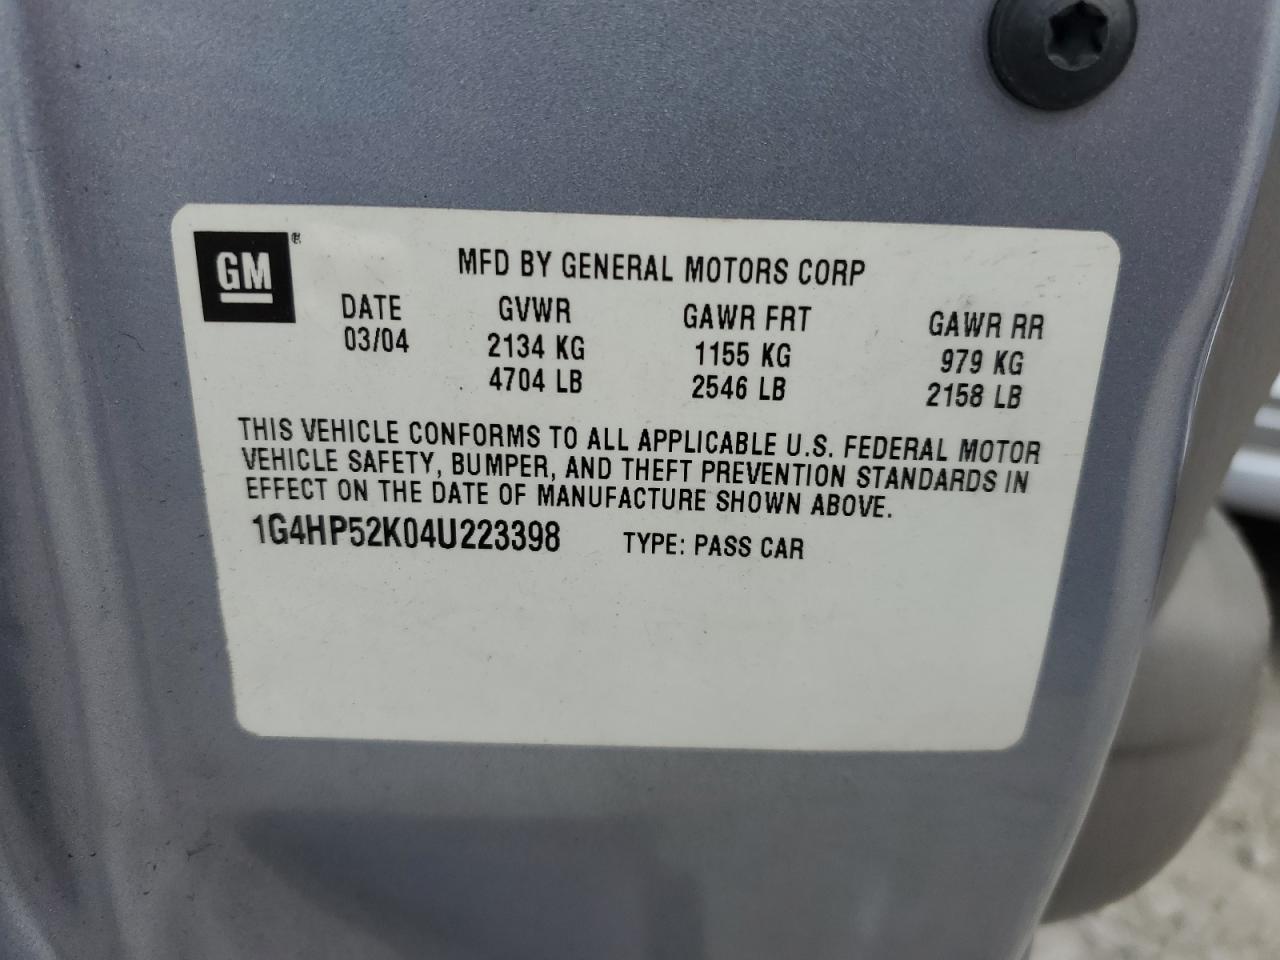 GM®
MFD BY GENERAL MOTORS CORP
DATE GVWR GAWR FRT GAWR RR
03/04 2134 KG 1155 KG 979 KG
4704 LB 2546 LB 2158 LB
THIS VEHICLE CONFORMS TO ALL APPLICABLE U.S. FEDERAL MOTOR
VEHICLE SAFETY, BUMPER, AND THEFT PREVENTION STANDARDS IN
EFFECT ON THE DATE OF MANUFACTURE SHOWN ABOVE.
1G4HP52K04U223398 TYPE: PASS CAR